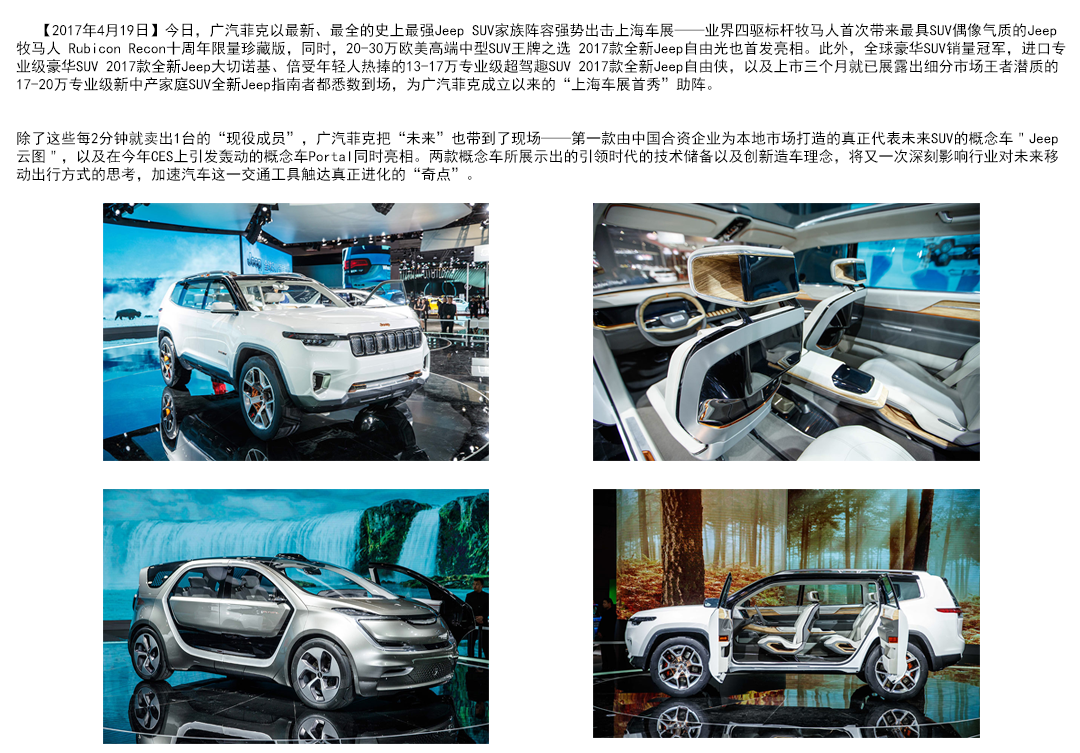 【2017年4月19日】今日，广汽菲克以最新、最全的史上最强Jeep SUV家族阵容强势出击上海车展——业界四驱标杆牧马人首次带来最具SUV偶像气质的Jeep
牧马人 Rubicon Recon十周年限量珍藏版，同时，20-30万欧美高端中型SUV王牌之选 2017款全新Jeep自由光也首发亮相。此外，全球豪华SUV销量冠军，进口专
业级豪华SUV 2017款全新Jeep大切诺基、倍受年轻人热捧的13-17万专业级超驾趣SUV 2017款全新Jeep自由侠，以及上市三个月就已展露出细分市场王者潜质的
17-20万专业级新中产家庭SUV全新Jeep指南者都悉数到场，为广汽菲克成立以来的“上海车展首秀”助阵。
除了这些每2分钟就卖出1台的“现役成员”，广汽菲克把“未来”也带到了现场——第一款由中国合资企业为本地市场打造的真正代表未来SUV的概念车＂Jeep
云图＂，以及在今年CES上引发轰动的概念车Portal同时亮相。两款概念车所展示出的引领时代的技术储备以及创新造车理念，将又一次深刻影响行业对未来移
动出行方式的思考，加速汽车这一交通工具触达真正进化的“奇点”。